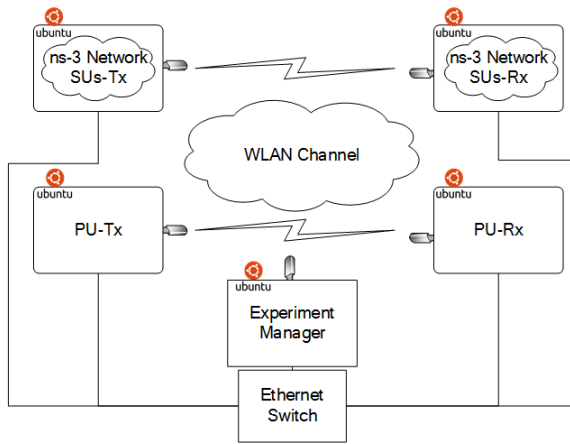 ubuntu
ns-3 Network
SUs-Tx
ubuntu
ns-3 Network
SUs-Rx
WLAN Channel
ubuntu
PU-Tx
ubuntu
PU-Rx
ubuntu
Experiment
Manager
Ethernet
Switch